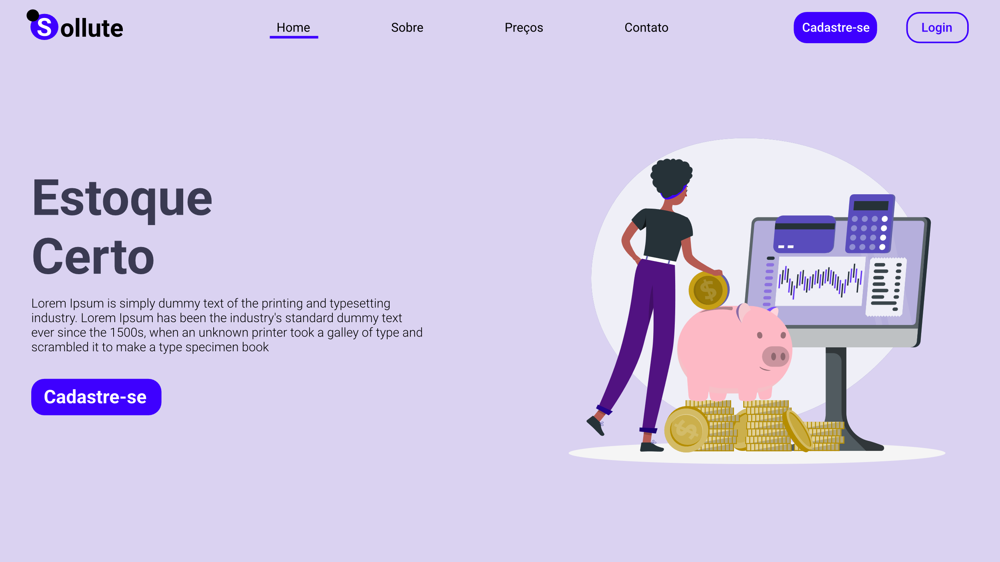 Sollute
Home
Sobre
Preços
Contato
Cadastre-se
Login
Estoque
Certo
Lorem Ipsum is simply dummy text of the printing and typesetting
industry. Lorem Ipsum has been the industry's standard dummy text
ever since the 1500s, when an unknown printer took a galley of type and
scrambled it to make a type specimen book
Cadastre-se
$
$